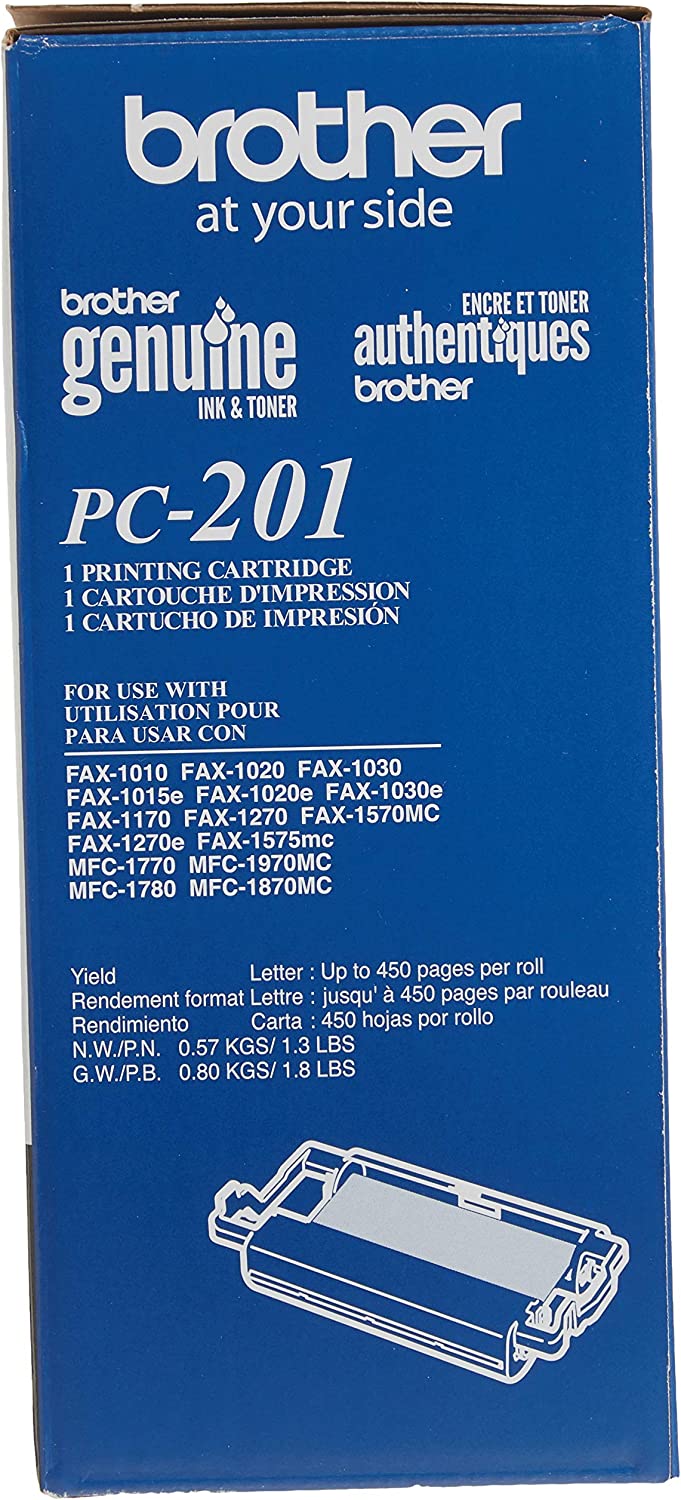 brother
at your side
brother
genuine
INK & TONER
ENCRE ET TONER
authentiques
brother
PC-201
1 PRINTING CARTRIDGE
1 CARTOUCHE D'IMPRESSION
1 CARTUCHO DE IMPRESIÓN
FOR USE WITH
UTILISATION POUR
PARA USAR CON
FAX-1010 FAX-1020 FAX-1030
FAX-1015e FAX-1020e FAX-1030e
FAX-1170 FAX-1270 FAX-1570MC
FAX-1270e FAX-1575mc
MFC-1770 MFC-1970MC
MFC-1780 MFC-1870MC
Yield Letter : Up to 450 pages per roll
Rendement format Lettre : jusqu' à 450 pages par rouleau
Rendimiento Carta : 450 hojas por rollo
N.W./P.N. 0.57 KGS/ 1.3 LBS
G.W./P.B. 0.80 KGS/ 1.8 LBS